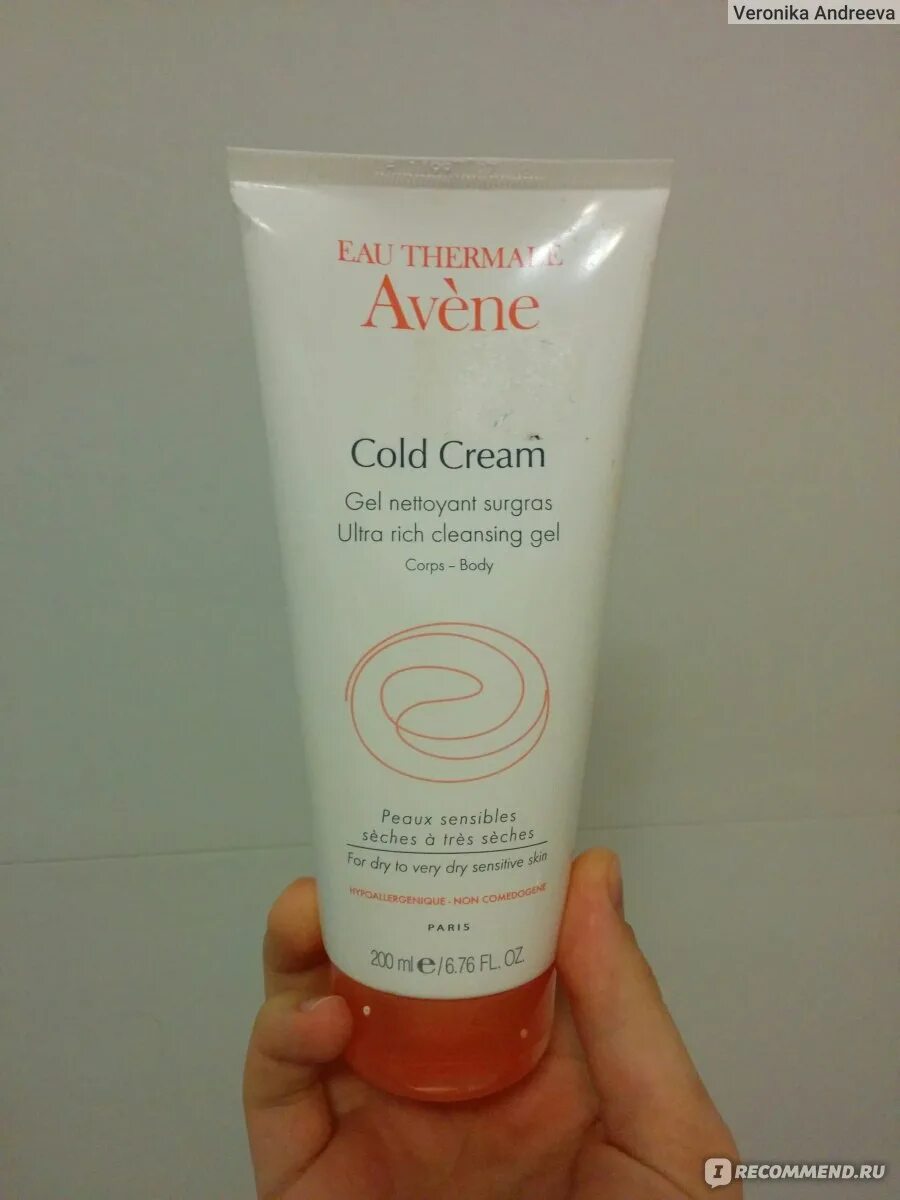 Veronika Andreeva
EAU THERMALE
Avène
Cold Cream
Gel nettoyant surgras
Ultra rich cleansing gel
Corps – Body
Peaux sensibles
sèches à très sèches
For dry to very dry sensitive skin
HYPOALLERGENIQUE - NON COMEDOGENE
PARIS
200 ml e/6.76 FL. OZ.
IRECOMMEND.RU